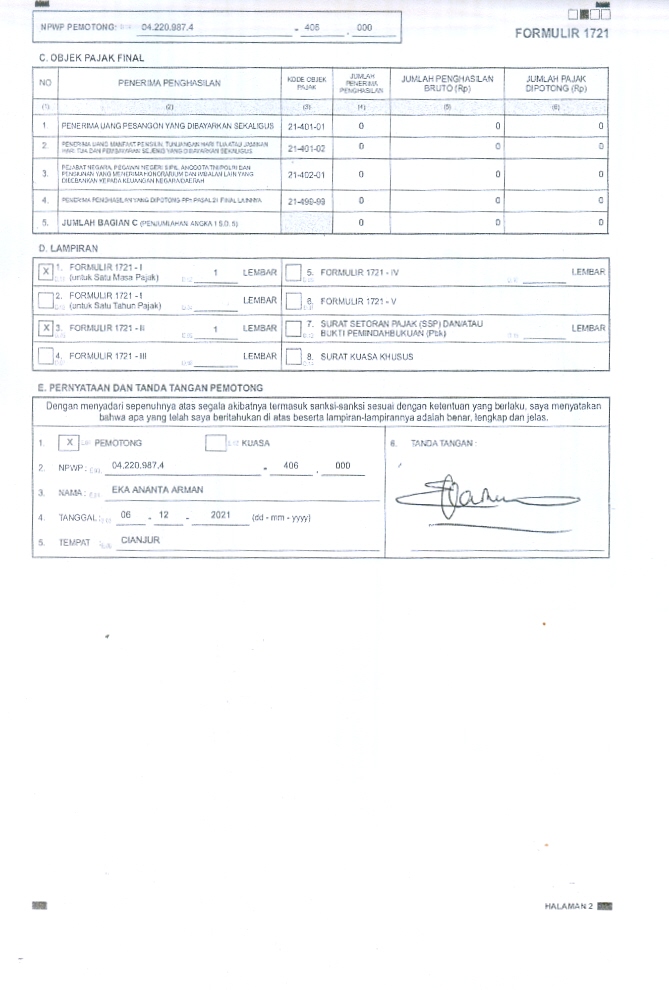 NPWP PEMOTONG: 04.220.987.4 - 406 . 000
FORMULIR 1721
C. OBJEK PAJAK FINAL
NO PENERIMA PENGHASILAN KODE OBJEK PAJAK JUMLAH PENERIMA PENGHASILAN JUMLAH PENGHASILAN BRUTO (Rp) JUMLAH PAJAK DIPOTONG (Rp)
(1) (2) (3) (4) (5) (6)
1. PENERIMA UANG PESANGON YANG DIBAYARKAN SEKALIGUS 21-401-01 0 0 0
2. PENERIMA UANG MANFAAT PENSIUN, TUNJANGAN HARI TUA ATAU JAMINAN HARI TUA DAN PEMBAYARAN SEJENIS YANG DIBAYARKAN SEKALIGUS 21-401-02 0 0 0
3. PEJABAT NEGARA, PEGAWAI NEGERI SIPIL, ANGGOTA TNI/POLRI DAN PENSIUNAN YANG MENERIMA HONORARIUM DAN IMBALAN LAIN YANG DIBEBANKAN KEPADA KEUANGAN NEGARA/DAERAH 21-402-01 0 0 0
4. PENERIMA PENGHASILAN YANG DIPOTONG PPh PASAL 21 FINAL LAINNYA 21-499-99 0 0 0
5. JUMLAH BAGIAN C (PENJUMLAHAN ANGKA 1 S.D. 5) 0 0 0
D. LAMPIRAN
X 1. FORMULIR 1721 - I (untuk Satu Masa Pajak) 1 LEMBAR
2. FORMULIR 1721 - I (untuk Satu Tahun Pajak) LEMBAR
X 3. FORMULIR 1721 - II 1 LEMBAR
4. FORMULIR 1721 - III LEMBAR
5. FORMULIR 1721 - IV LEMBAR
6. FORMULIR 1721 - V
7. SURAT SETORAN PAJAK (SSP) DAN/ATAU BUKTI PEMINDAHBUKUAN (Pbk) LEMBAR
8. SURAT KUASA KHUSUS
E. PERNYATAAN DAN TANDA TANGAN PEMOTONG
Dengan menyadari sepenuhnya atas segala akibatnya termasuk sanksi-sanksi sesuai dengan ketentuan yang berlaku, saya menyatakan
bahwa apa yang telah saya beritahukan di atas beserta lampiran-lampirannya adalah benar, lengkap dan jelas.
1. X PEMOTONG KUASA
2. NPWP : 04.220.987.4 - 406 . 000
3. NAMA : EKA ANANTA ARMAN
4. TANGGAL : 06 - 12 - 2021 (dd - mm - yyyy)
5. TEMPAT CIANJUR
6. TANDA TANGAN :
HALAMAN 2